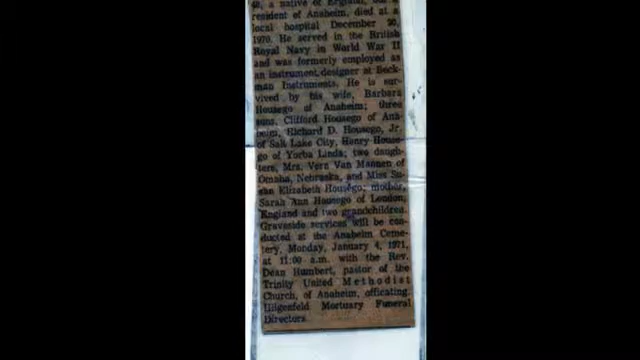 48, a native of England, but a
resident of Anaheim, died at a
local hospital December 20,
1970. He served in the British
Royal Navy in World War II
and was formerly employed as
an instrument designer at Beck-
man Instruments. He is sur-
vived by his wife, Barbara
Housego of Anaheim; three
sons, Clifford Housego of Ana-
heim, Richard D. Housego, Jr.
of Salt Lake City, Henry House-
go of Yorba Linda; two daugh-
ters, Mrs. Vern Van Mannen of
Omaha, Nebraska, and Miss Su-
san Elizabeth Housego; mother,
Sarah Ann Housego of London,
England and two grandchildren.
Graveside services will be con-
ducted at the Anaheim Ceme-
tery, Monday, January 4, 1971,
at 11:00 a.m. with the Rev.
Dean Humbert, pastor of the
Trinity United Methodist
Church, of Anaheim, officating.
Hilgenfeld Mortuary Funeral
Directors